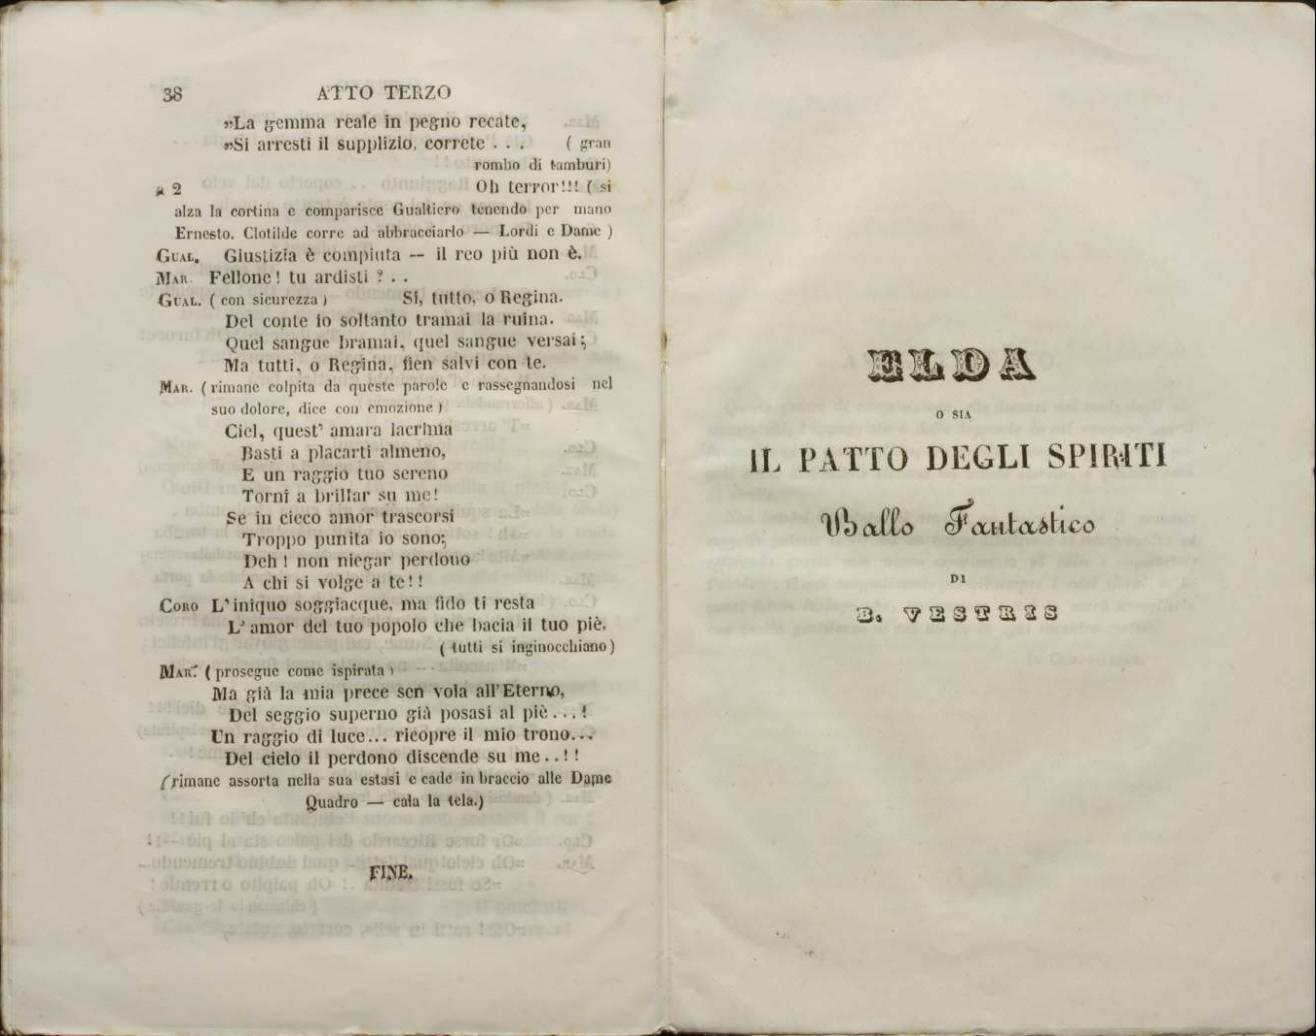 38 ATTO TERZO
»La gemma reale in pegno recate,
»Si arresti il supplizio, correte . . . ( gran
rombo di tamburi)
a 2 Oh terror!!! ( si
alza la cortina e comparisce Gualtiero tenendo per mano
Ernesto. Clotilde corre ad abbracciarlo — Lordi e Dame )
GUAL. Giustizia è compiuta — il reo più non è.
MAR. Fellone! tu ardisti ? . .
GUAL. ( con sicurezza ) Sì, tutto, o Regina.
Del conte io soltanto tramai la ruina.
Quel sangue bramai, quel sangue versai;
Ma tutti, o Regina, fien salvi con te.
MAR. (rimane colpita da queste parole e rassegnandosi nel
suo dolore, dice con emozione)
Ciel, quest' amara lacrima
Basti a placarti almeno,
E un raggio tuo sereno
Torni a brillar su me!
Se in cieco amor trascorsi
Troppo punita io sono;
Deh ! non niegar perdono
A chi si volge a te!!
CORO L'iniquo soggiacque, ma fido ti resta
L' amor del tuo popolo che bacia il tuo piè.
( tutti si inginocchiano)
MAR. ( prosegue come ispirata )
Ma già la mia prece sen vola all'Eterno,
Del seggio superno già posasi al piè...!
Un raggio di luce... ricopre il mio trono...
Del cielo il perdono discende su me..!!
(rimane assorta nella sua estasi e cade in braccio alle Dame
Quadro — cala la tela.)
FINE.
ELDA
O SIA
IL PATTO DEGLI SPIRITI
Ballo Fantastico
DI
B. VESTRIS